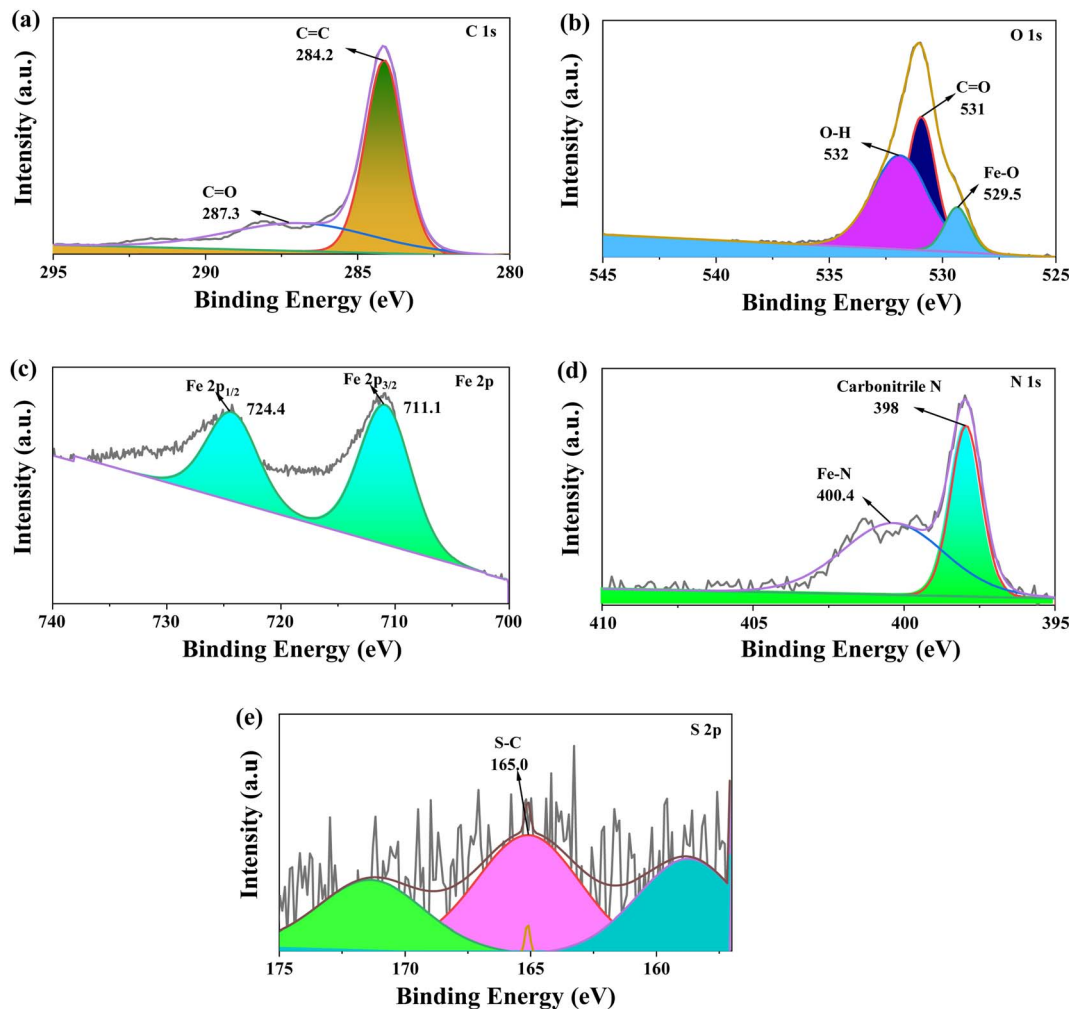 (a)
C 1s
C=C
284.2
C=O
287.3
Intensity (a.u.)
295 290 285 280
Binding Energy (eV)
(b)
O 1s
C=O
531
O-H
532
Fe-O
529.5
Intensity (a.u.)
545 540 535 530 525
Binding Energy (eV)
(c)
Fe 2p1/2
724.4
Fe 2p3/2
711.1
Fe 2p
Intensity (a.u.)
740 730 720 710 700
Binding Energy (eV)
(d)
N 1s
Carbonitrile N
398
Fe-N
400.4
Intensity (a.u.)
410 405 400 395
Binding Energy (eV)
(e)
S 2p
S-C
165.0
Intensity (a.u)
175 170 165 160
Binding Energy (eV)